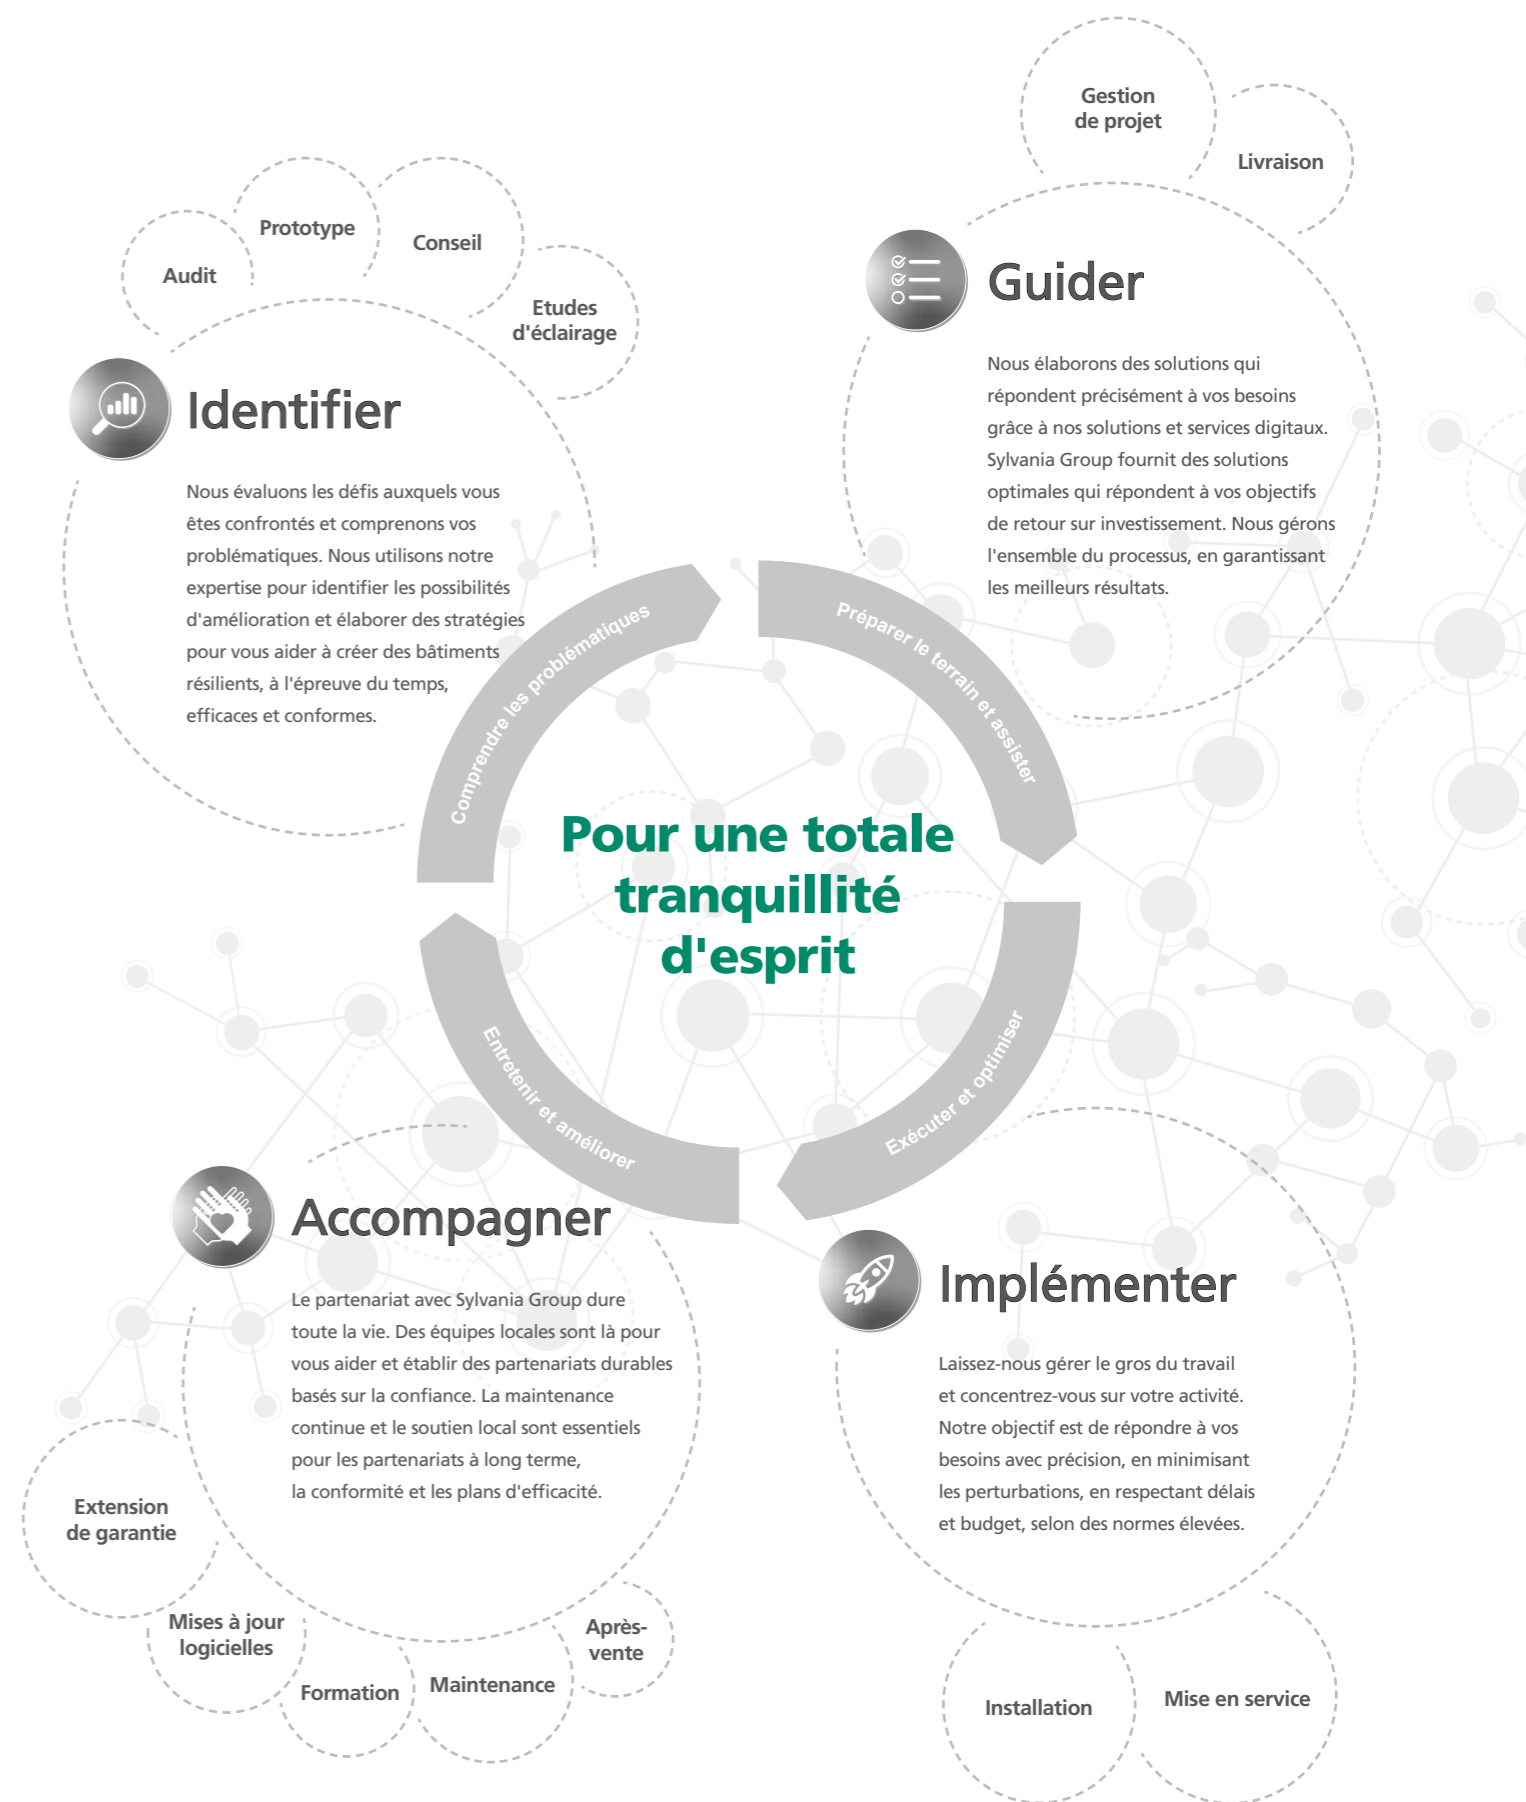 Audit
Prototype
Conseil
Etudes
d'éclairage
Identifier
Nous évaluons les défis auxquels vous
êtes confrontés et comprenons vos
problématiques. Nous utilisons notre
expertise pour identifier les possibilités
d'amélioration et élaborer des stratégies
pour vous aider à créer des bâtiments
résilients, à l'épreuve du temps,
efficaces et conformes.
Gestion
de projet
Livraison
Guider
Nous élaborons des solutions qui
répondent précisément à vos besoins
grâce à nos solutions et services digitaux.
Sylvania Group fournit des solutions
optimales qui répondent à vos objectifs
de retour sur investissement. Nous gérons
l'ensemble du processus, en garantissant
les meilleurs résultats.
Comprendre les problématiques
Préparer le terrain et assister
Pour une totale
tranquillité
d'esprit
Entretenir et améliorer
Exécuter et optimiser
Accompagner
Le partenariat avec Sylvania Group dure
toute la vie. Des équipes locales sont là pour
vous aider et établir des partenariats durables
basés sur la confiance. La maintenance
continue et le soutien local sont essentiels
pour les partenariats à long terme,
la conformité et les plans d'efficacité.
Extension
de garantie
Mises à jour
logicielles
Formation
Maintenance
Après-
vente
Implémenter
Laissez-nous gérer le gros du travail
et concentrez-vous sur votre activité.
Notre objectif est de répondre à vos
besoins avec précision, en minimisant
les perturbations, en respectant délais
et budget, selon des normes élevées.
Installation
Mise en service